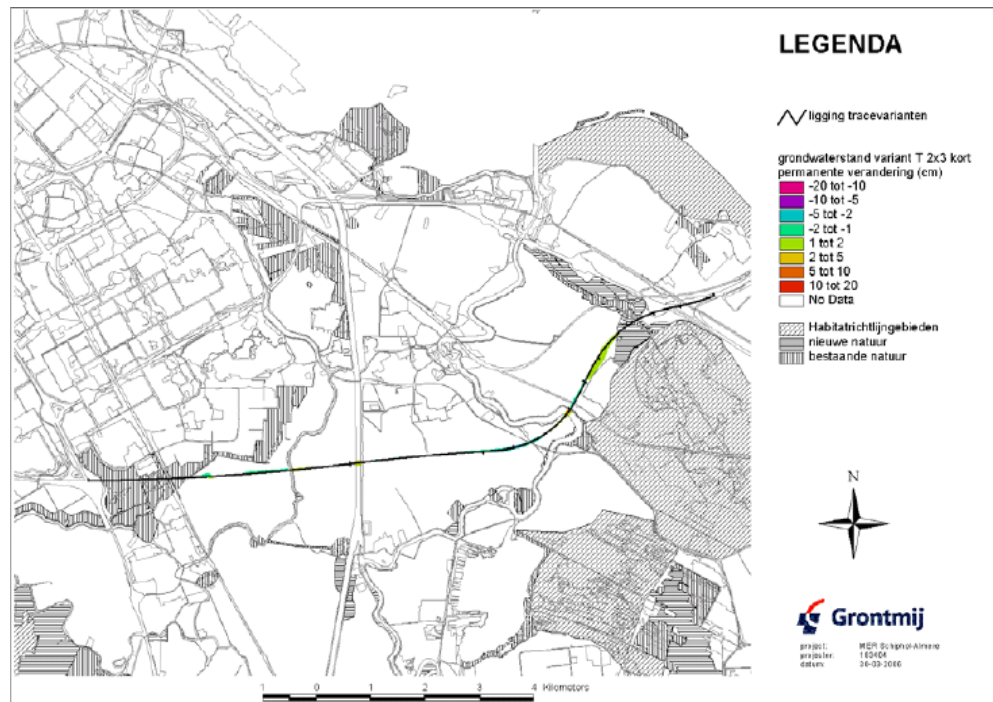 LEGENDA
ligging tracevarianten
grondwaterstand variant T 2x3 kort
permanente verandering (cm)
-20 tot -10
-10 tot -5
-5 tot -2
-2 tot -1
1 tot 2
2 tot 5
5 tot 10
10 tot 20
No Data
Habitatrichtlijngebieden
nieuwe natuur
bestaande natuur
N
Grontmij
project: MER Schiphol-Almere
datum:
1 0 1 2 3 4 Kilometers